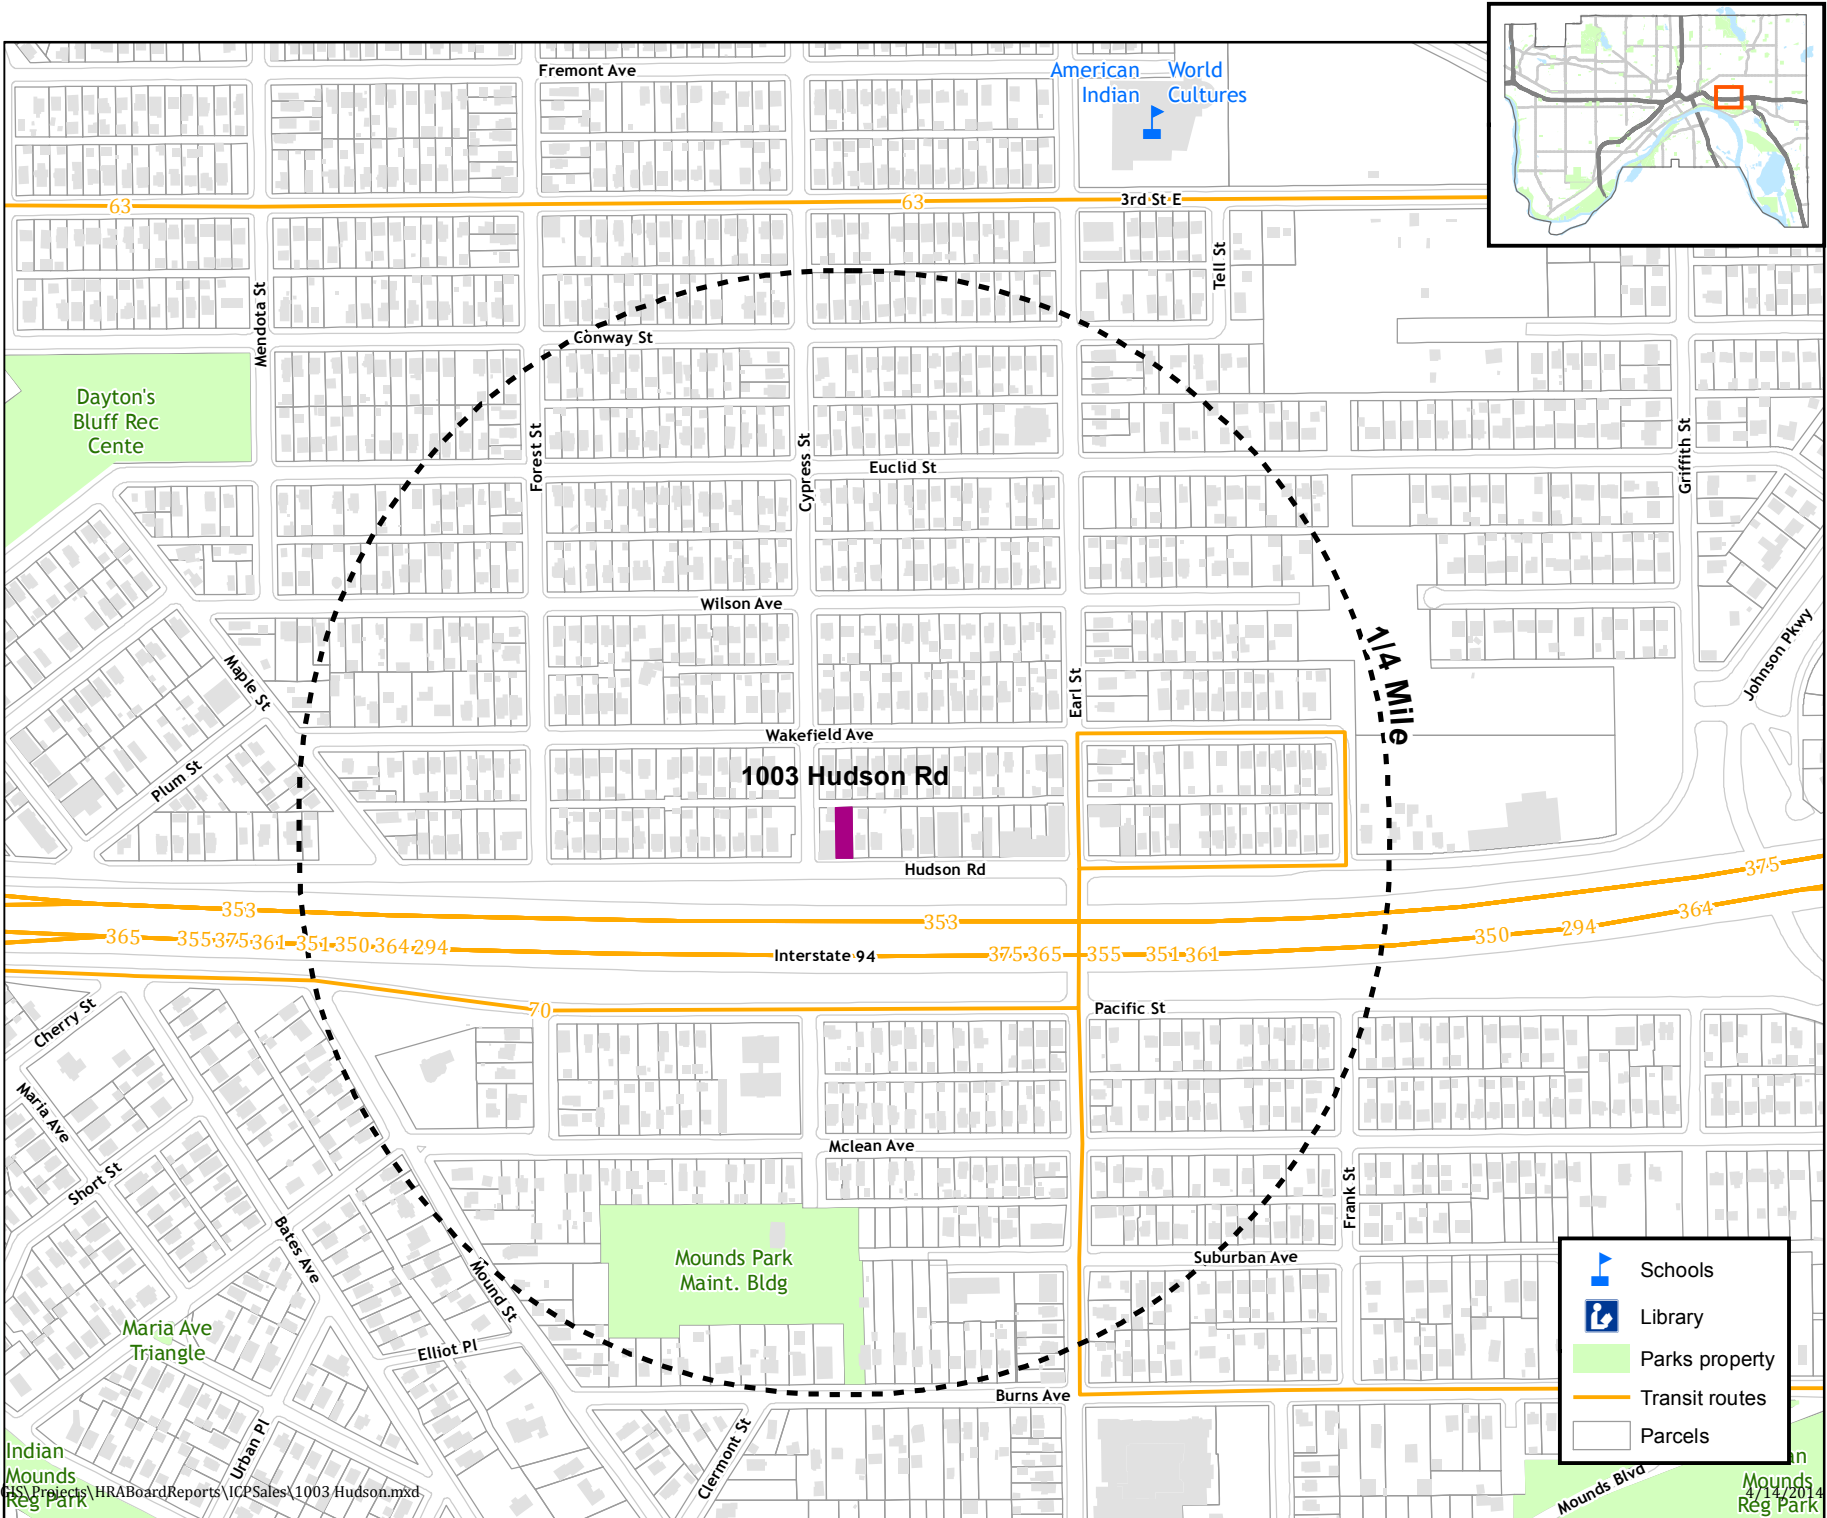 Fremont Ave
American World
Indian Cultures
63
63
3rd St E
Tell St
Mendota St
Conway St
Dayton's
Bluff Rec
Cente
Forest St
Cypress St
Euclid St
Griffith St
Wilson Ave
Maple St
Earl St
1/4 Mile
Johnson Pkwy
Wakefield Ave
Plum St
1003 Hudson Rd
Hudson Rd
375
353
353
364
365
355
375
361
351
350
364
294
Interstate 94
375
365
355
351
361
350
294
70
Pacific St
Cherry St
Maria Ave
Short St
Mclean Ave
Frank St
Bates Ave
Mound St
Mounds Park
Maint. Bldg
Suburban Ave
Maria Ave
Triangle
Elliot Pl
Burns Ave
Urban Pl
Clermont St
Mounds Blvd
Schools
Library
Parks property
Transit routes
Parcels
Indian
Mounds
Reg Park
an
Mounds
Reg Park
GIS\Projects\HRABoardReports\ICPSales\1003 Hudson.mxd
4/14/2014